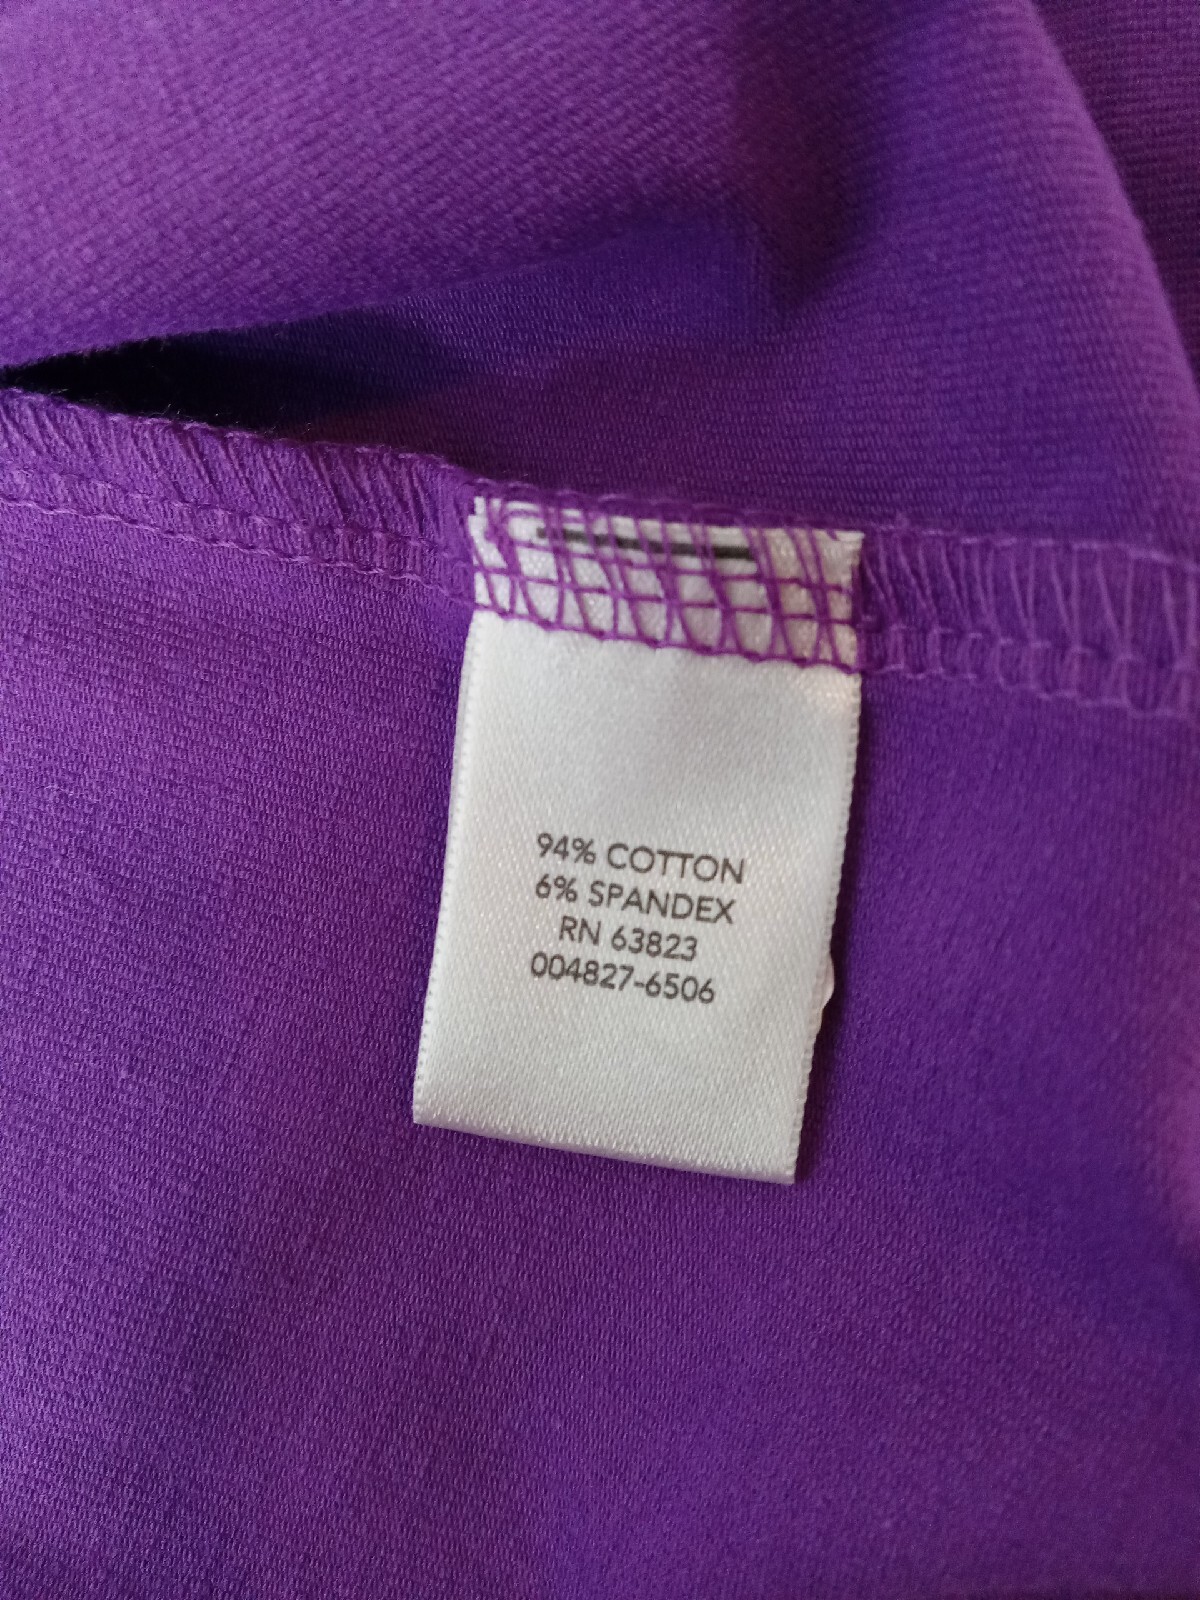 94% COTTON
6% SPANDEX
RN 63823
004827-6506